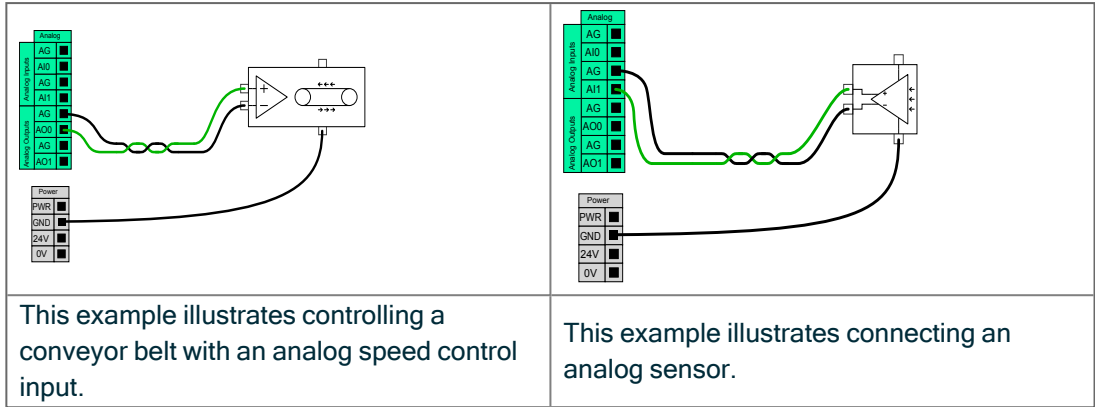 Analog
Analog Inputs
AG
AI0
AG
AI1
Analog Outputs
AG
AO0
AG
AO1
+
−
←←←
→→→
Power
PWR
GND
24V
0V
This example illustrates controlling a
conveyor belt with an analog speed control
input.
Analog
Analog Inputs
AG
AI0
AG
AI1
Analog Outputs
AG
AO0
AG
AO1
+
-
←
←
←
Power
PWR
GND
24V
0V
This example illustrates connecting an
analog sensor.